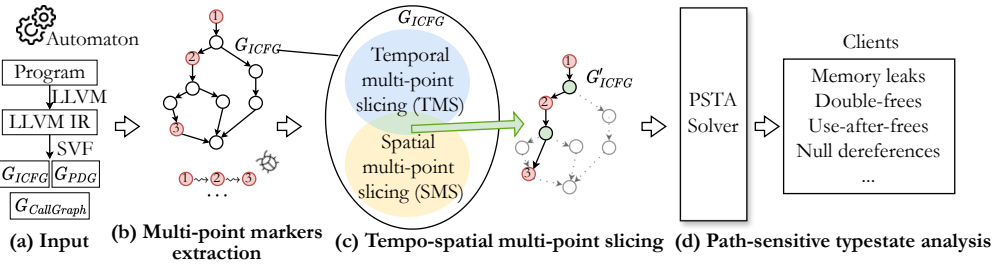 Automaton
Program
LLVM
LLVM IR
SVF
G_ICFG G_PDG
G_CallGraph
(a) Input
1
G_ICFG
2
3
1 2 3
...
(b) Multi-point markers
extraction
G_ICFG
Temporal
multi-point
slicing (TMS)
Spatial
multi-point
slicing (SMS)
G'_ICFG
1
2
3
(c) Tempo-spatial multi-point slicing
PSTA
Solver
Clients
Memory leaks
Double-frees
Use-after-frees
Null dereferences
...
(d) Path-sensitive typestate analysis